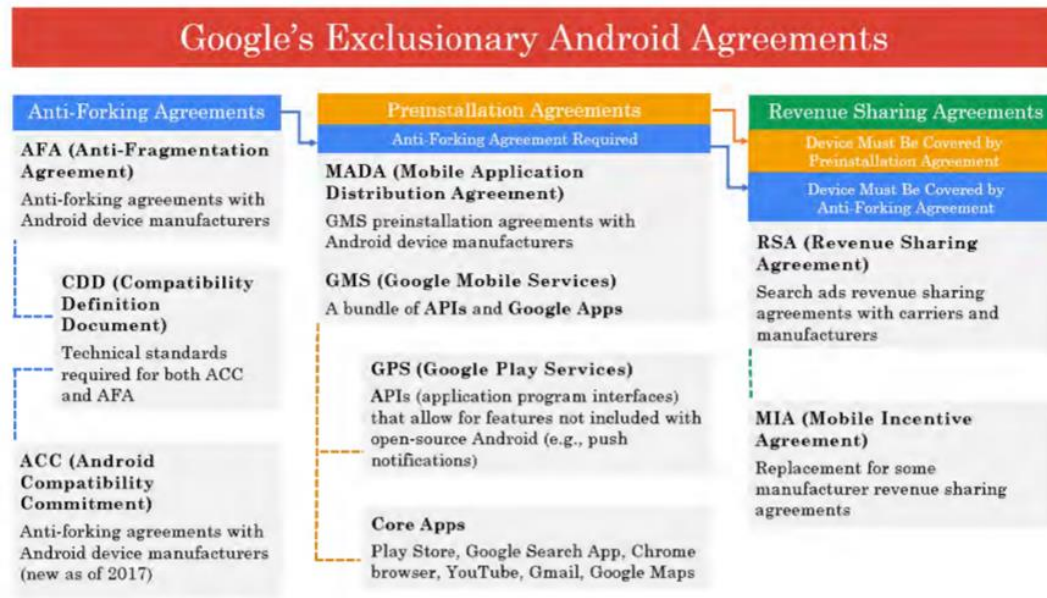 Google's Exclusionary Android Agreements
Anti-Forking Agreements
AFA (Anti-Fragmentation
Agreement)
Anti-forking agreements with
Android device manufacturers
CDD (Compatibility
Definition
Document)
Technical standards
required for both ACC
and AFA
ACC (Android
Compatibility
Commitment)
Anti-forking agreements with
Android device manufacturers
(new as of 2017)
Preinstallation Agreements
Anti-Forking Agreement Required
MADA (Mobile Application
Distribution Agreement)
GMS preinstallation agreements with
Android device manufacturers
GMS (Google Mobile Services)
A bundle of APIs and Google Apps
GPS (Google Play Services)
APIs (application program interfaces)
that allow for features not included with
open-source Android (e.g., push
notifications)
Core Apps
Play Store, Google Search App, Chrome
browser, YouTube, Gmail, Google Maps
Revenue Sharing Agreements
Device Must Be Covered by
Preinstallation Agreement
Device Must Be Covered by
Anti-Forking Agreement
RSA (Revenue Sharing
Agreement)
Search ads revenue sharing
agreements with carriers and
manufacturers
MIA (Mobile Incentive
Agreement)
Replacement for some
manufacturer revenue sharing
agreements